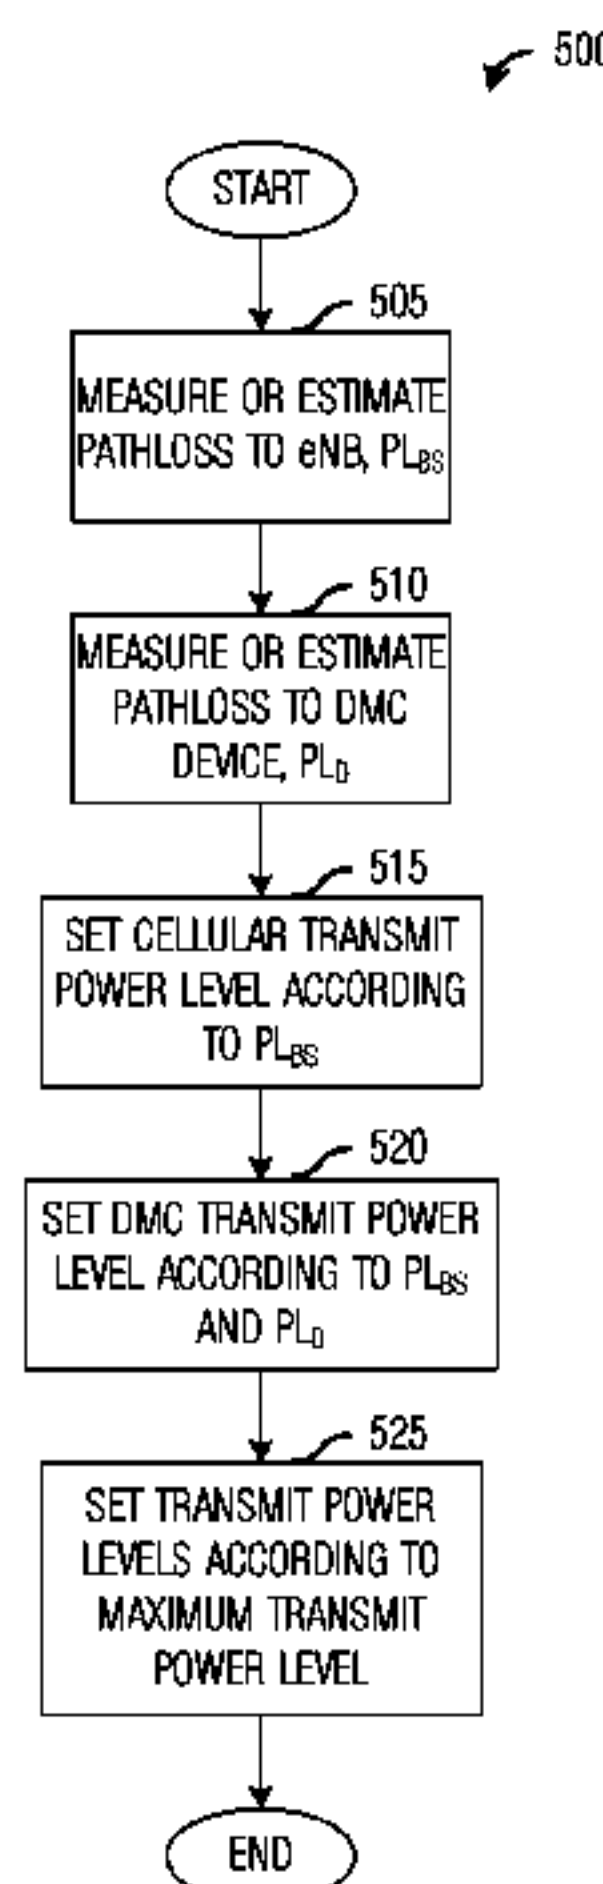 500
START
505
MEASURE OR ESTIMATE
PATHLOSS TO eNB, PLBS
510
MEASURE OR ESTIMATE
PATHLOSS TO DMC
DEVICE, PLD
515
SET CELLULAR TRANSMIT
POWER LEVEL ACCORDING
TO PLBS
520
SET DMC TRANSMIT POWER
LEVEL ACCORDING TO PLBS
AND PLD
525
SET TRANSMIT POWER
LEVELS ACCORDING TO
MAXIMUM TRANSMIT
POWER LEVEL
END